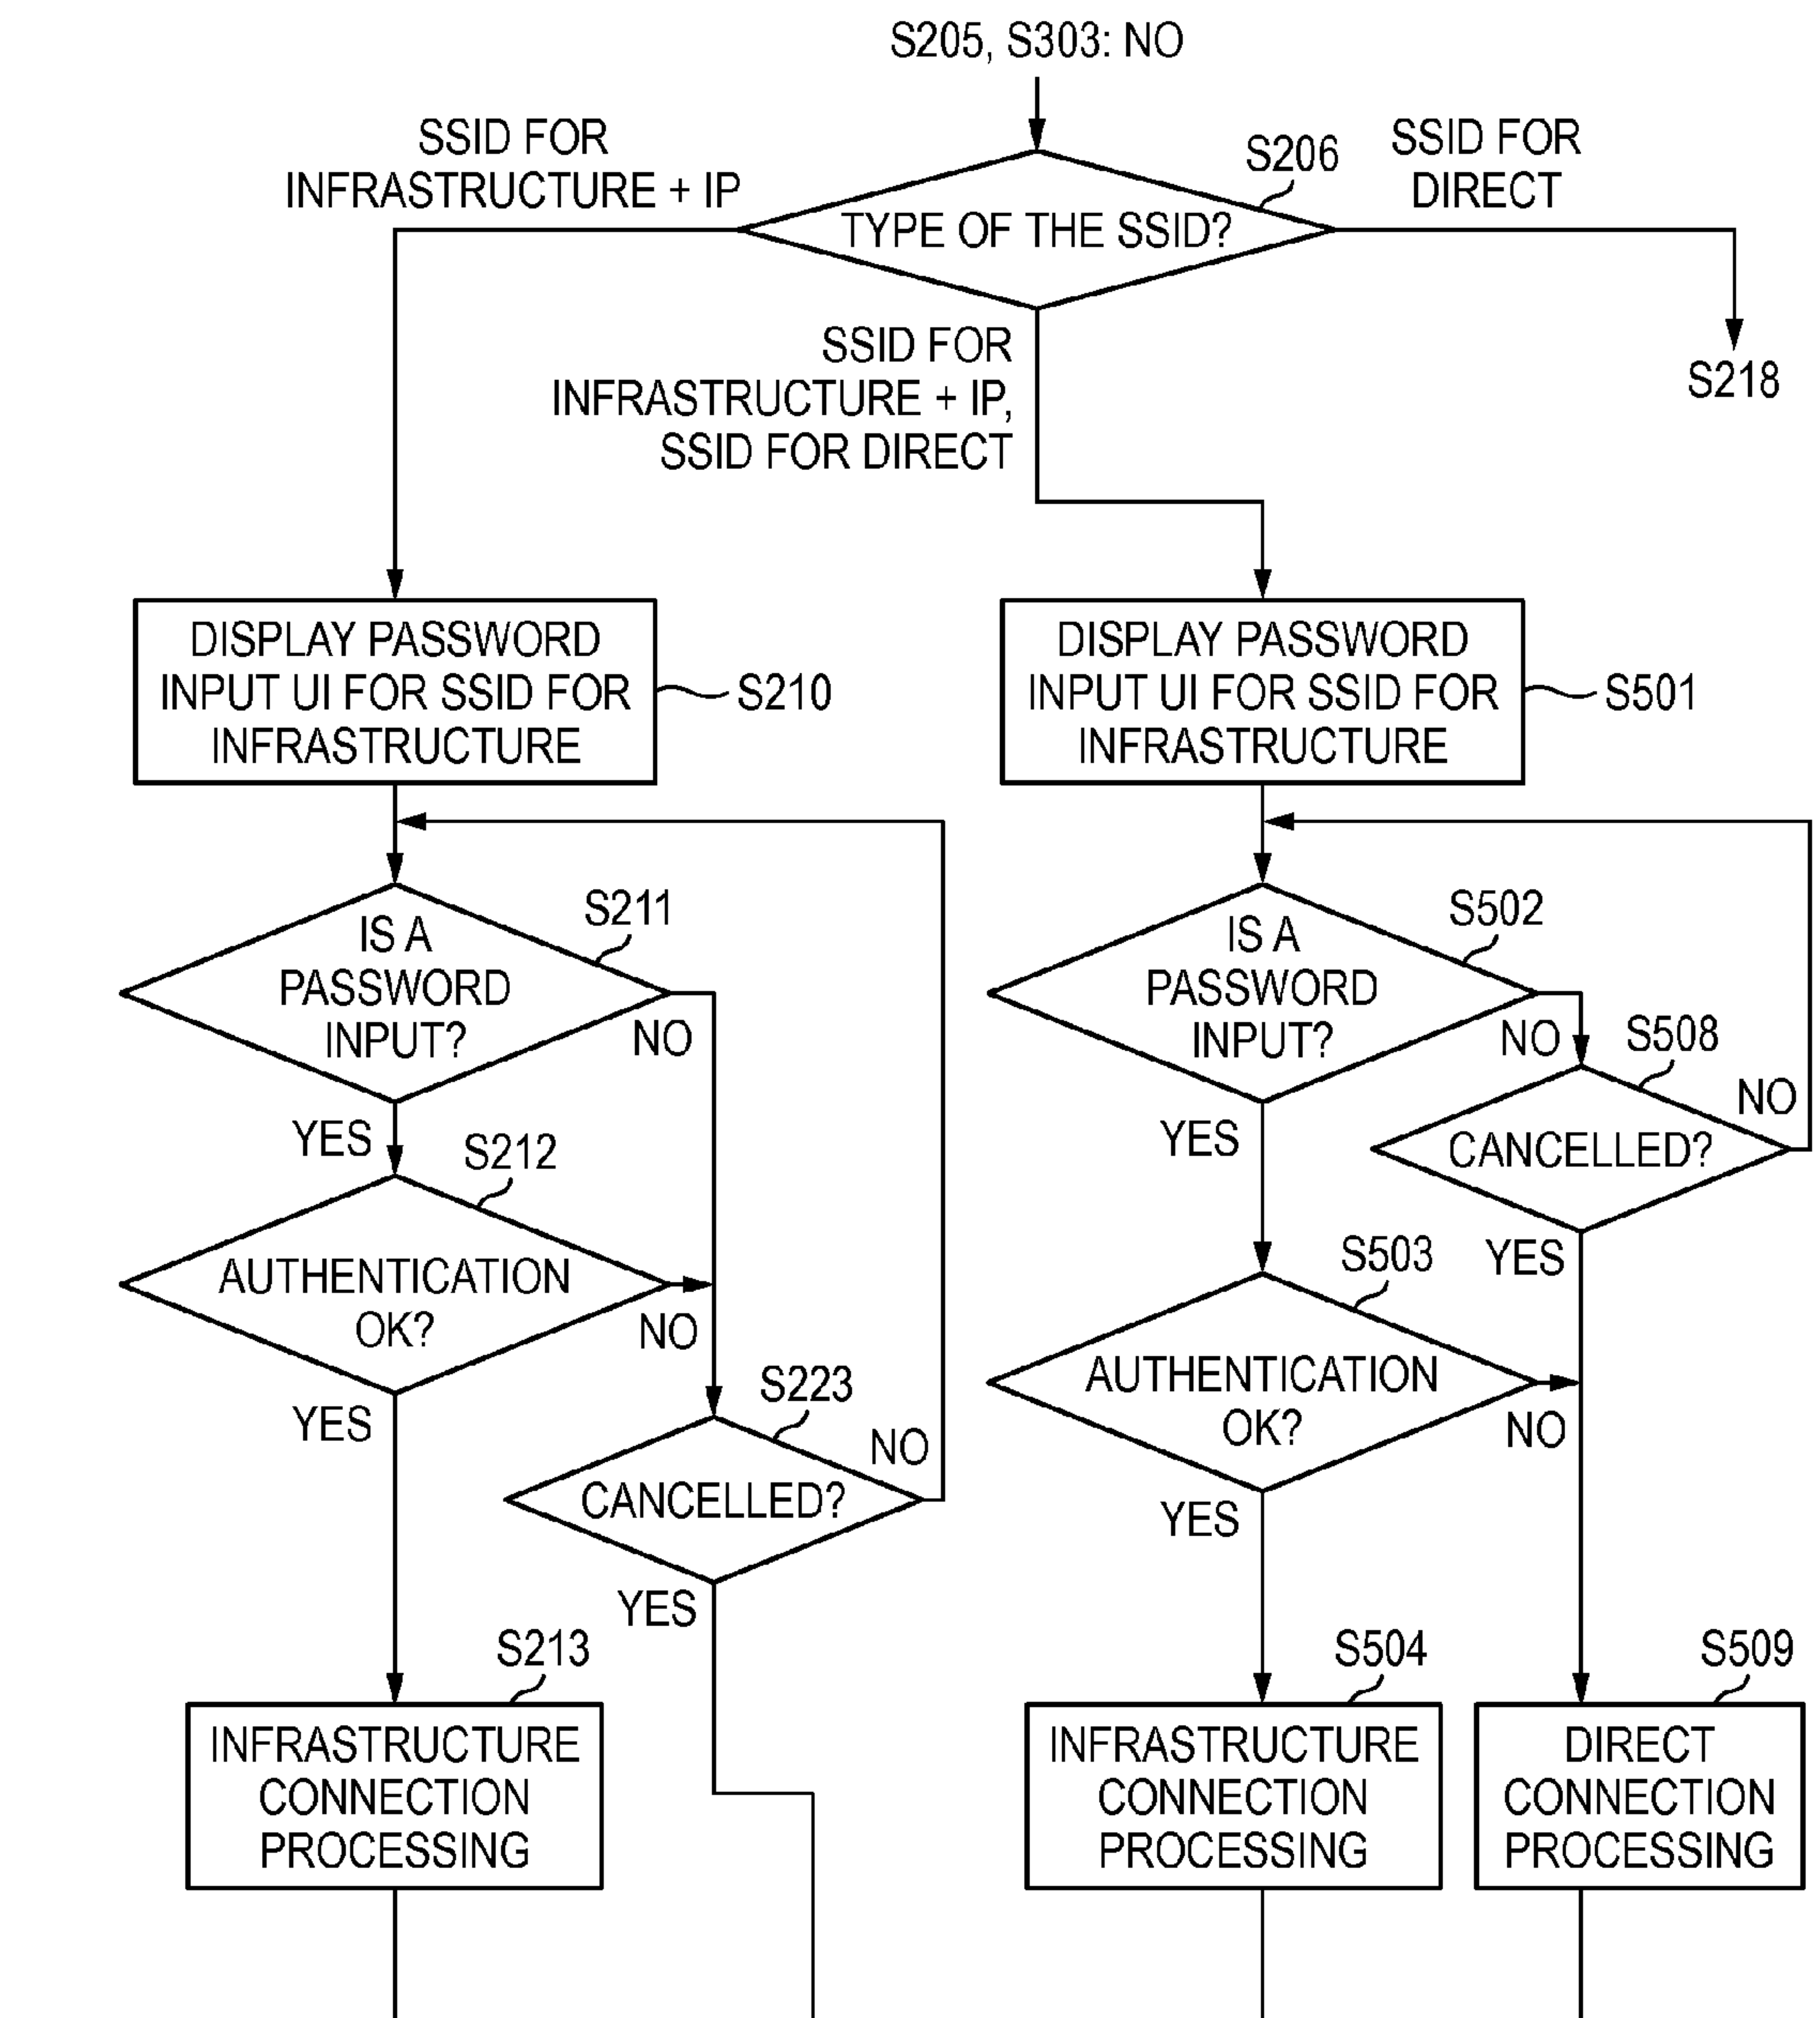 S205, S303: NO
SSID FOR
INFRASTRUCTURE + IP
S206
SSID FOR
DIRECT
TYPE OF THE SSID?
SSID FOR
INFRASTRUCTURE + IP,
SSID FOR DIRECT
S218
DISPLAY PASSWORD
INPUT UI FOR SSID FOR
INFRASTRUCTURE
S210
DISPLAY PASSWORD
INPUT UI FOR SSID FOR
INFRASTRUCTURE
S501
IS A
PASSWORD
INPUT?
S211
NO
YES
IS A
PASSWORD
INPUT?
S502
NO
YES
S508
CANCELLED?
NO
YES
S212
AUTHENTICATION
OK?
NO
YES
S503
AUTHENTICATION
OK?
NO
YES
S223
CANCELLED?
NO
YES
S213
INFRASTRUCTURE
CONNECTION
PROCESSING
S504
INFRASTRUCTURE
CONNECTION
PROCESSING
S509
DIRECT
CONNECTION
PROCESSING